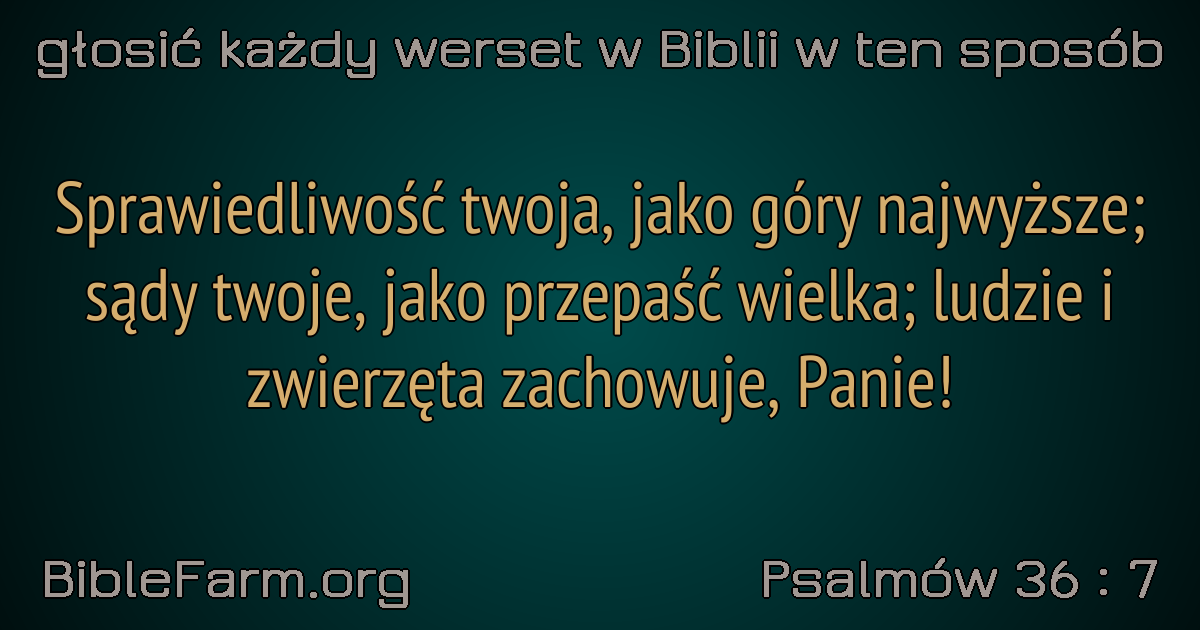 głosić każdy werset w Biblii w ten sposób
Sprawiedliwość twoja, jako góry najwyższe;
sądy twoje, jako przepaść wielka; ludzie i
zwierzęta zachowuje, Panie!
BibleFarm.org
Psalmów 36 : 7